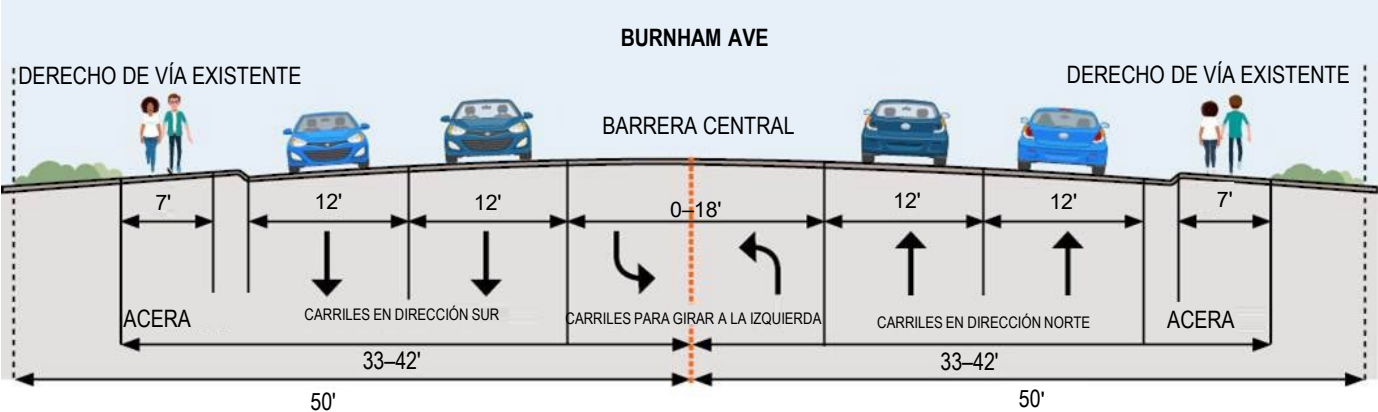 BURNHAM AVE
DERECHO DE VÍA EXISTENTE
DERECHO DE VÍA EXISTENTE
BARRERA CENTRAL
7'
12'
12'
0–18'
12'
12'
7'
ACERA
CARRILES EN DIRECCIÓN SUR
CARRILES PARA GIRAR A LA IZQUIERDA
CARRILES EN DIRECCIÓN NORTE
ACERA
33–42'
33–42'
50'
50'